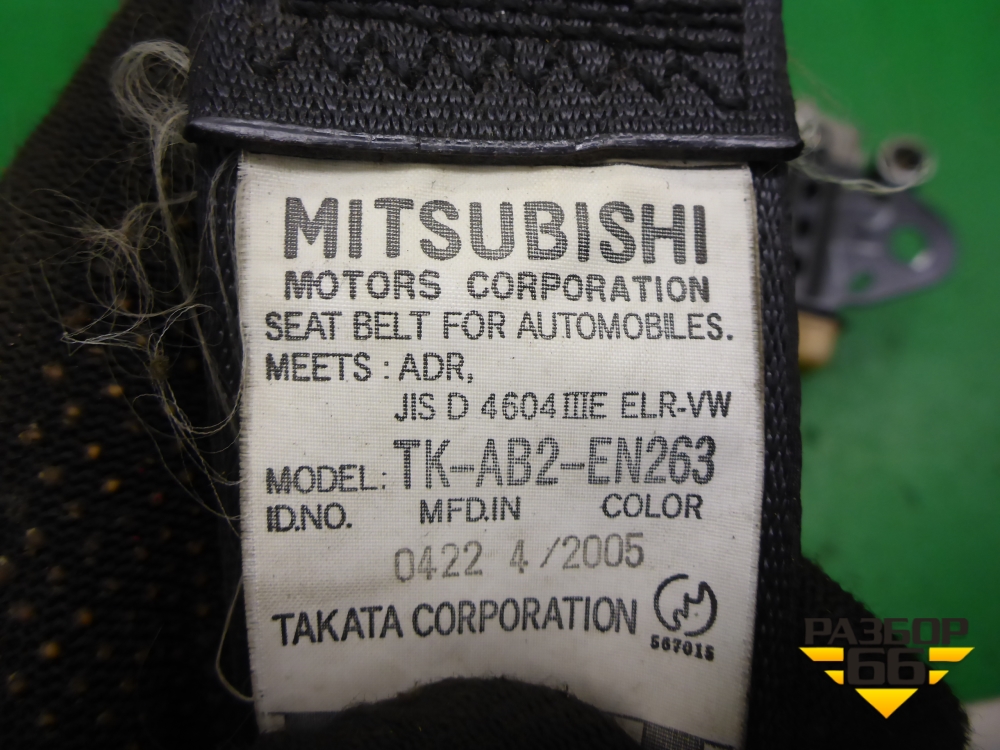 MITSUBISHI
MOTORS CORPORATION
SEAT BELT FOR AUTOMOBILES.
MEETS : ADR,
JIS D 4604 IIIE ELR-VW
MODEL: TK-AB2-EN263
ID.NO. MFD.IN COLOR
0422 4/2005
TAKATA CORPORATION
567015
РАЗБОР
66